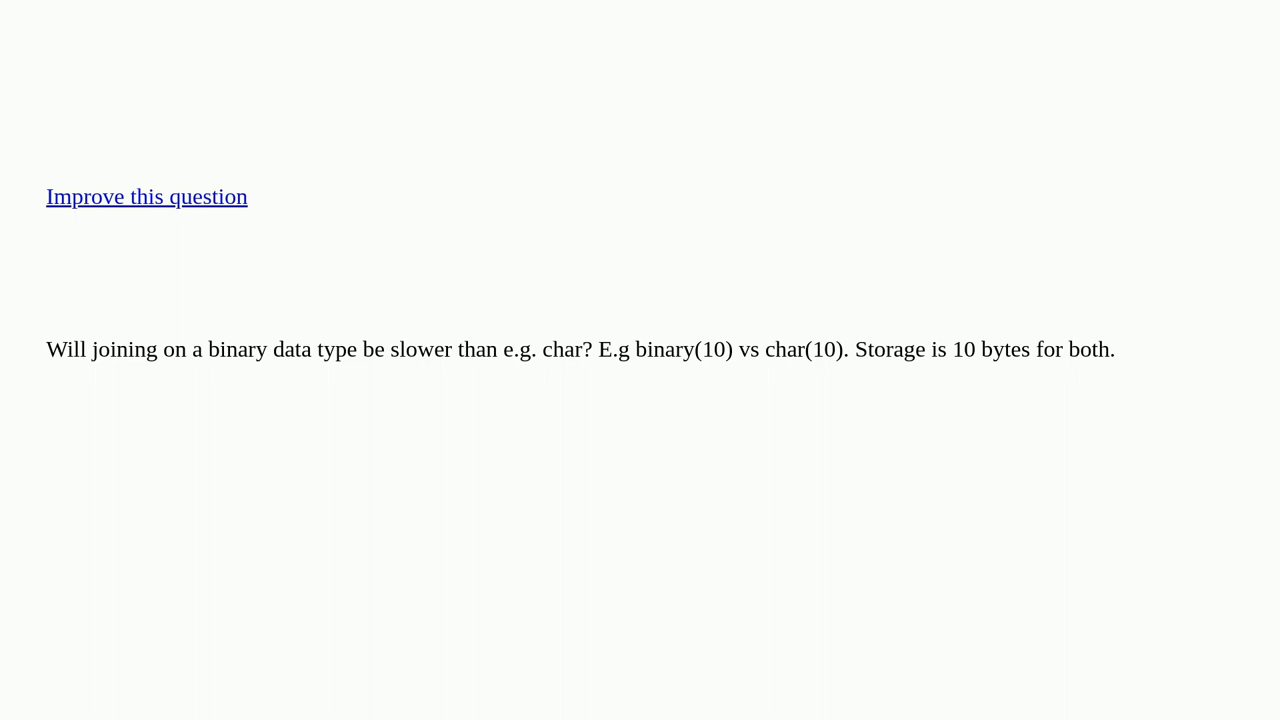 Improve this question
Will joining on a binary data type be slower than e.g. char? E.g binary(10) vs char(10). Storage is 10 bytes for both.